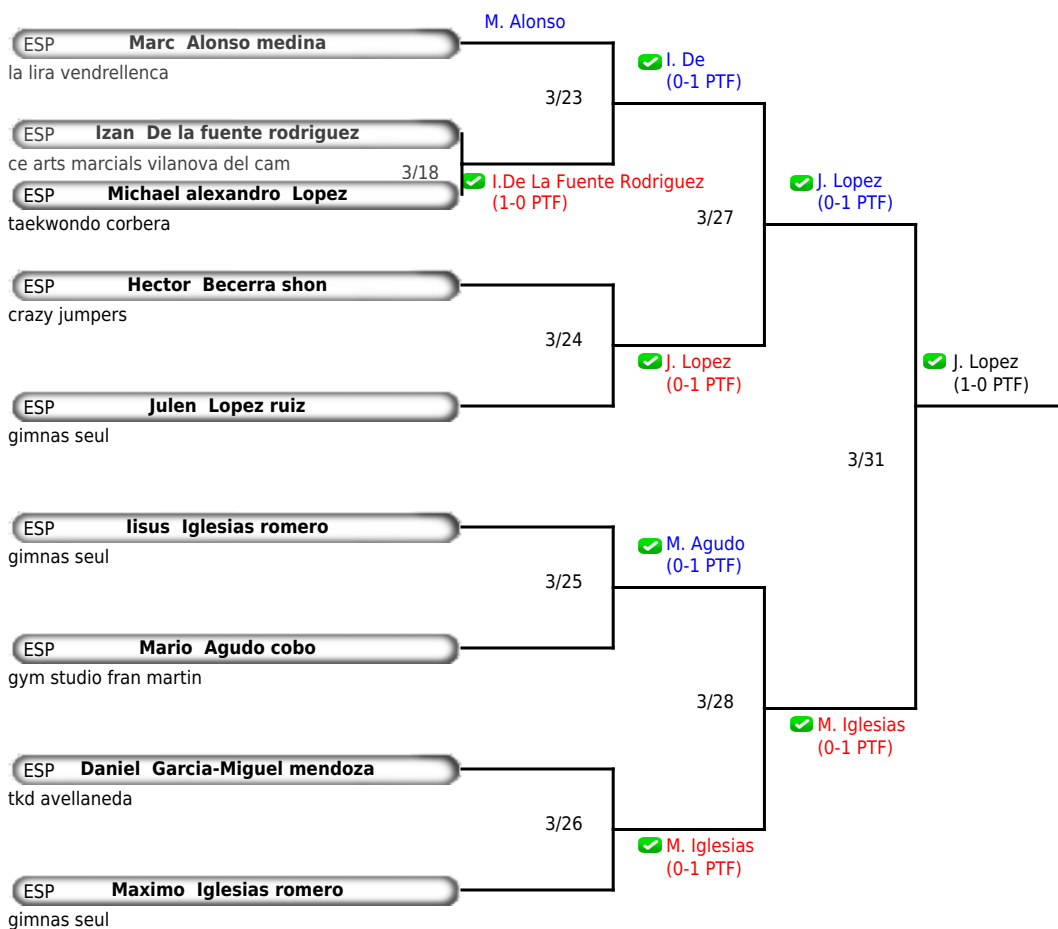 M. Alonso
ESP Marc Alonso medina
la lira vendrellenca
I. De
(0-1 PTF)
3/23
ESP Izan De la fuente rodriguez
ce arts marcials vilanova del cam
3/18
I.De La Fuente Rodriguez
(1-0 PTF)
ESP Michael alexandro Lopez
taekwondo corbera
J. Lopez
(0-1 PTF)
3/27
ESP Hector Becerra shon
crazy jumpers
3/24
J. Lopez
(0-1 PTF)
J. Lopez
(1-0 PTF)
ESP Julen Lopez ruiz
gimnas seul
3/31
ESP Iisus Iglesias romero
gimnas seul
M. Agudo
(0-1 PTF)
3/25
ESP Mario Agudo cobo
gym studio fran martin
3/28
M. Iglesias
(0-1 PTF)
ESP Daniel Garcia-Miguel mendoza
tkd avellaneda
3/26
M. Iglesias
(0-1 PTF)
ESP Maximo Iglesias romero
gimnas seul